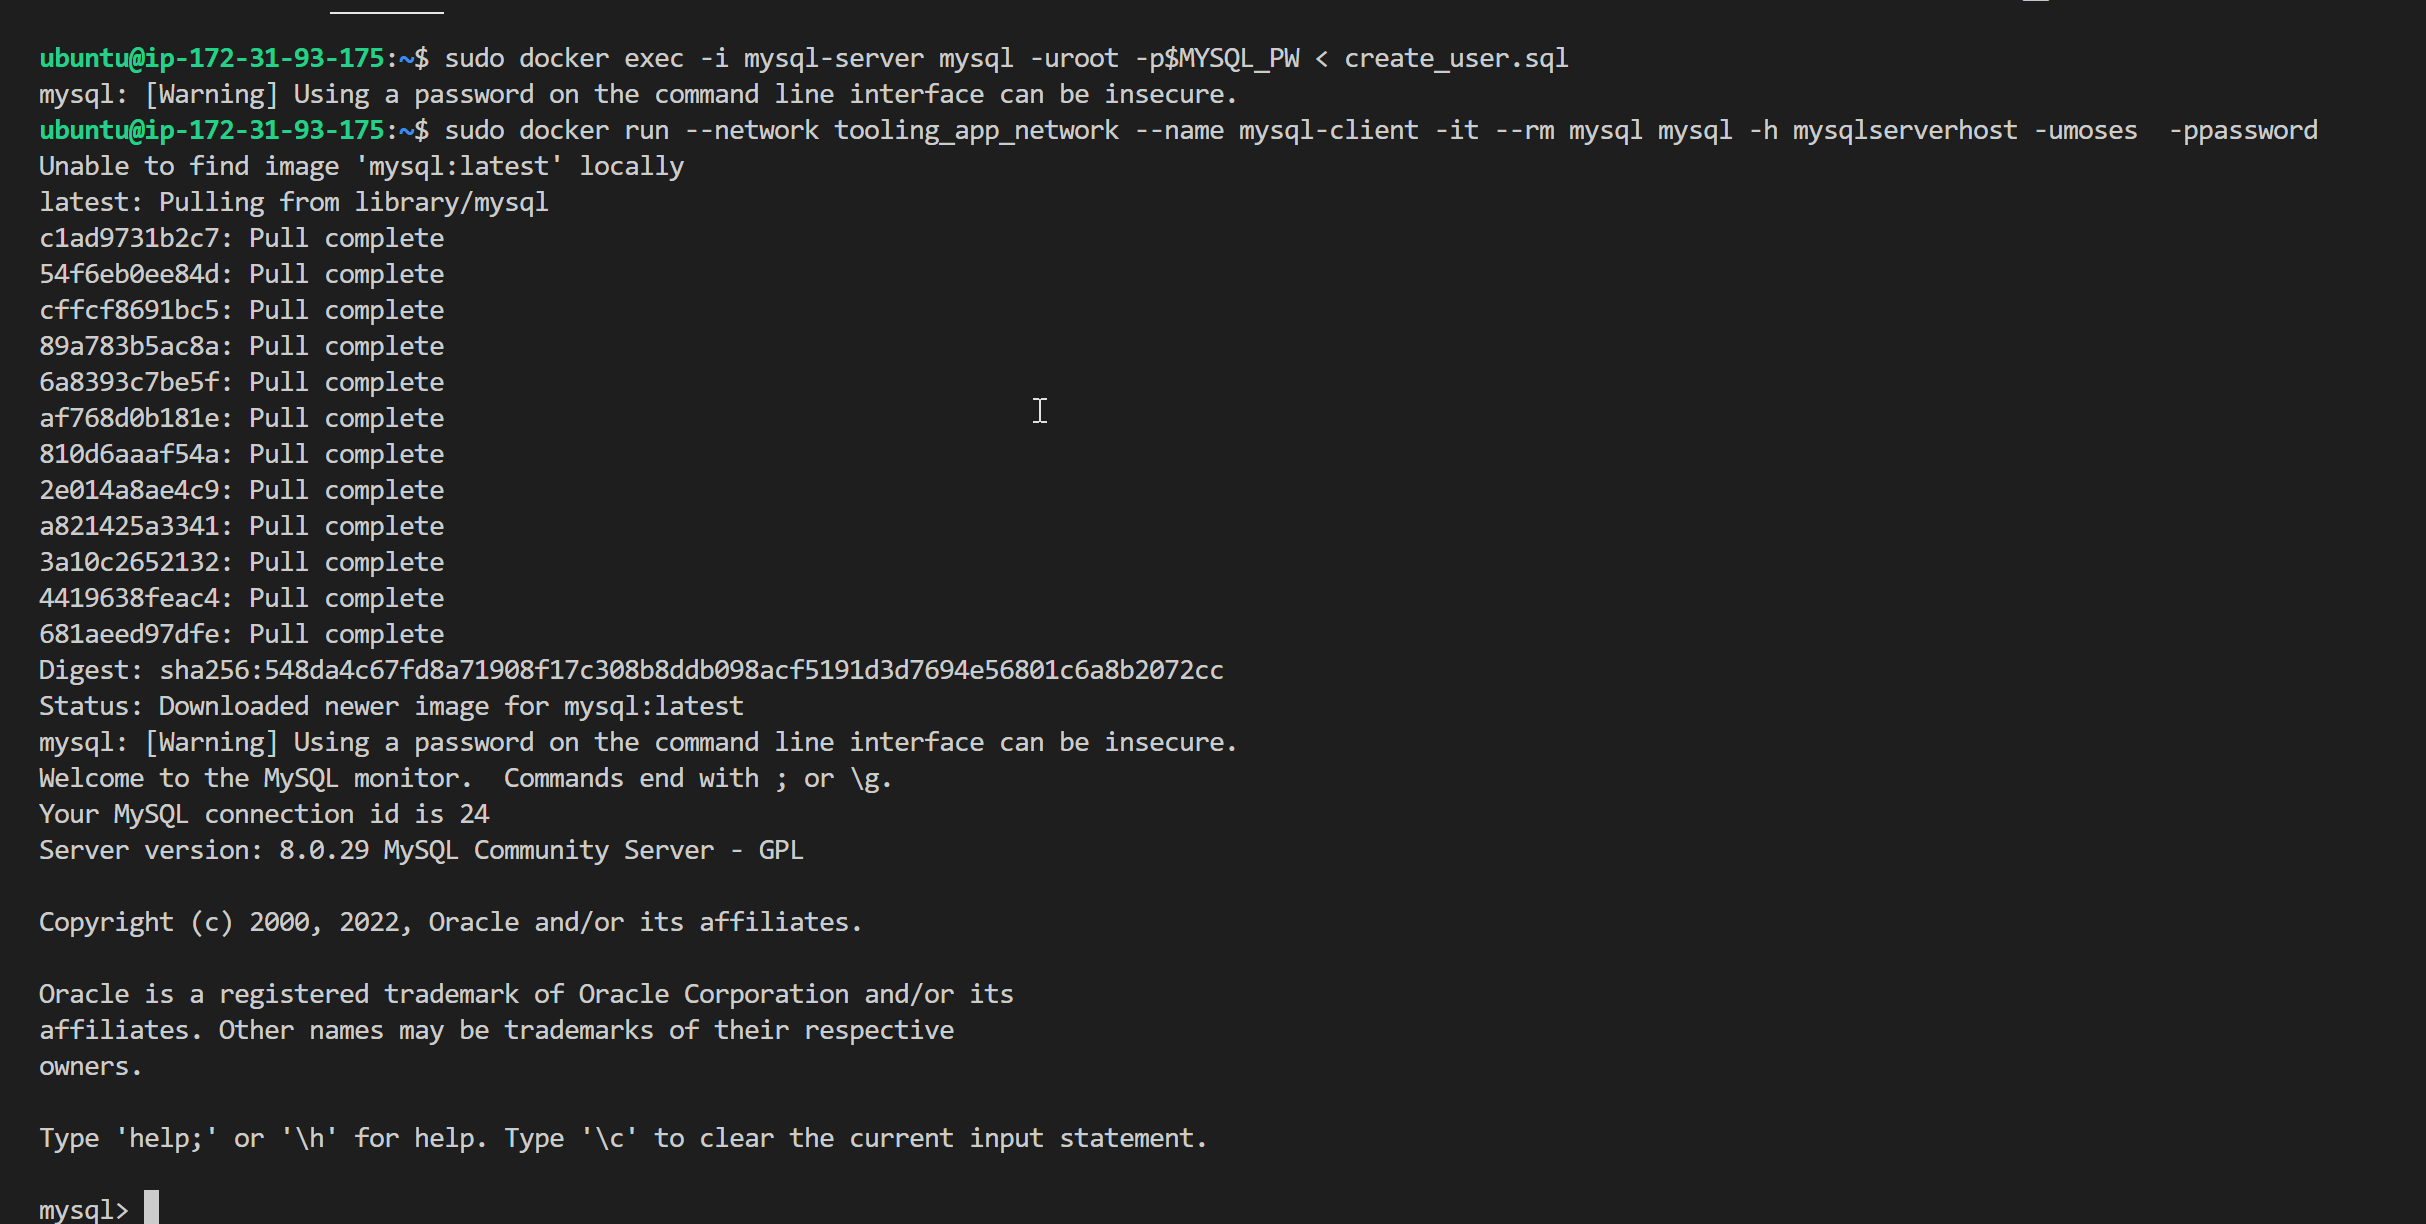 ubuntu@ip-172-31-93-175:~$ sudo docker exec -i mysql-server mysql -uroot -p$MYSQL_PW < create_user.sql
mysql: [Warning] Using a password on the command line interface can be insecure.
ubuntu@ip-172-31-93-175:~$ sudo docker run --network tooling_app_network --name mysql-client -it --rm mysql mysql -h mysqlserverhost -umoses  -ppassword
Unable to find image 'mysql:latest' locally
latest: Pulling from library/mysql
c1ad9731b2c7: Pull complete
54f6eb0ee84d: Pull complete
cffcf8691bc5: Pull complete
89a783b5ac8a: Pull complete
6a8393c7be5f: Pull complete
af768d0b181e: Pull complete
810d6aaaf54a: Pull complete
2e014a8ae4c9: Pull complete
a821425a3341: Pull complete
3a10c2652132: Pull complete
4419638feac4: Pull complete
681aeed97dfe: Pull complete
Digest: sha256:548da4c67fd8a71908f17c308b8ddb098acf5191d3d7694e56801c6a8b2072cc
Status: Downloaded newer image for mysql:latest
mysql: [Warning] Using a password on the command line interface can be insecure.
Welcome to the MySQL monitor.  Commands end with ; or \g.
Your MySQL connection id is 24
Server version: 8.0.29 MySQL Community Server - GPL
Copyright (c) 2000, 2022, Oracle and/or its affiliates.
Oracle is a registered trademark of Oracle Corporation and/or its
affiliates. Other names may be trademarks of their respective
owners.
Type 'help;' or '\h' for help. Type '\c' to clear the current input statement.
mysql>